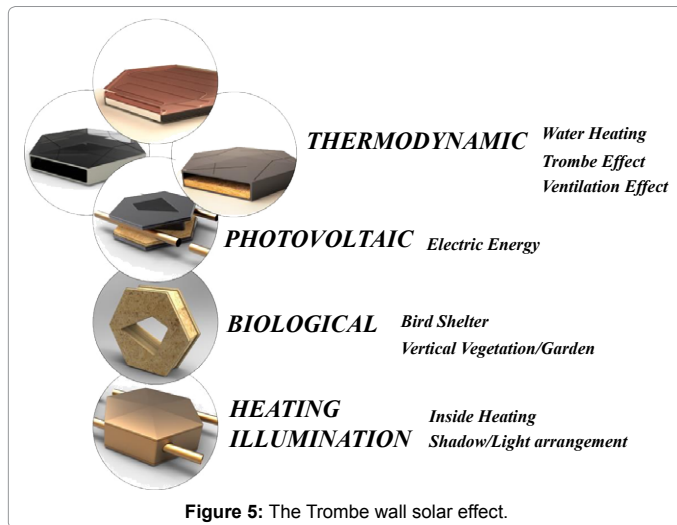 THERMODYNAMIC
Water Heating
Trombe Effect
Ventilation Effect
PHOTOVOLTAIC
Electric Energy
BIOLOGICAL
Bird Shelter
Vertical Vegetation/Garden
HEATING
ILLUMINATION
Inside Heating
Shadow/Light arrangement
Figure 5: The Trombe wall solar effect.